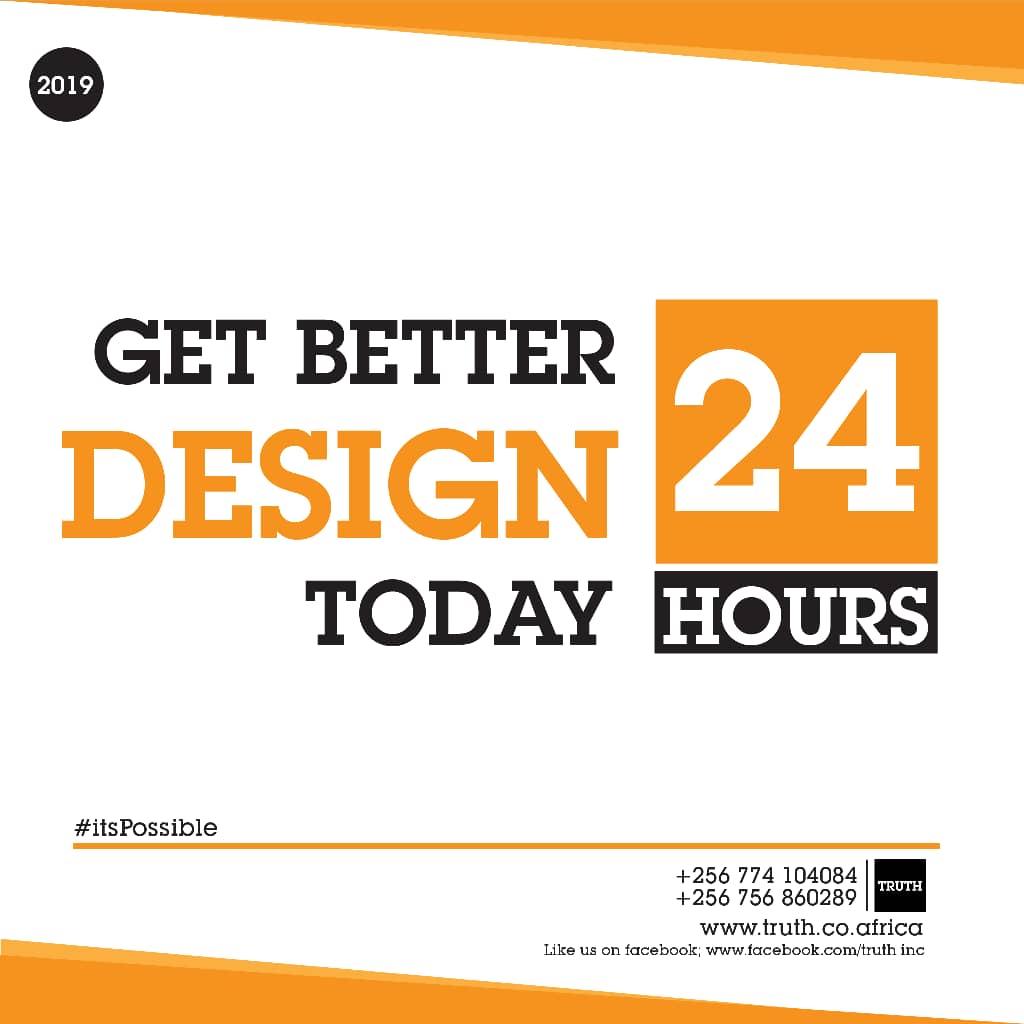 2019
GET BETTER
DESIGN
TODAY
24
HOURS
#itsPossible
+256 774 104084
+256 756 860289
TRUTH
www.truth.co.africa
Like us on facebook; www.facebook.com/truth inc